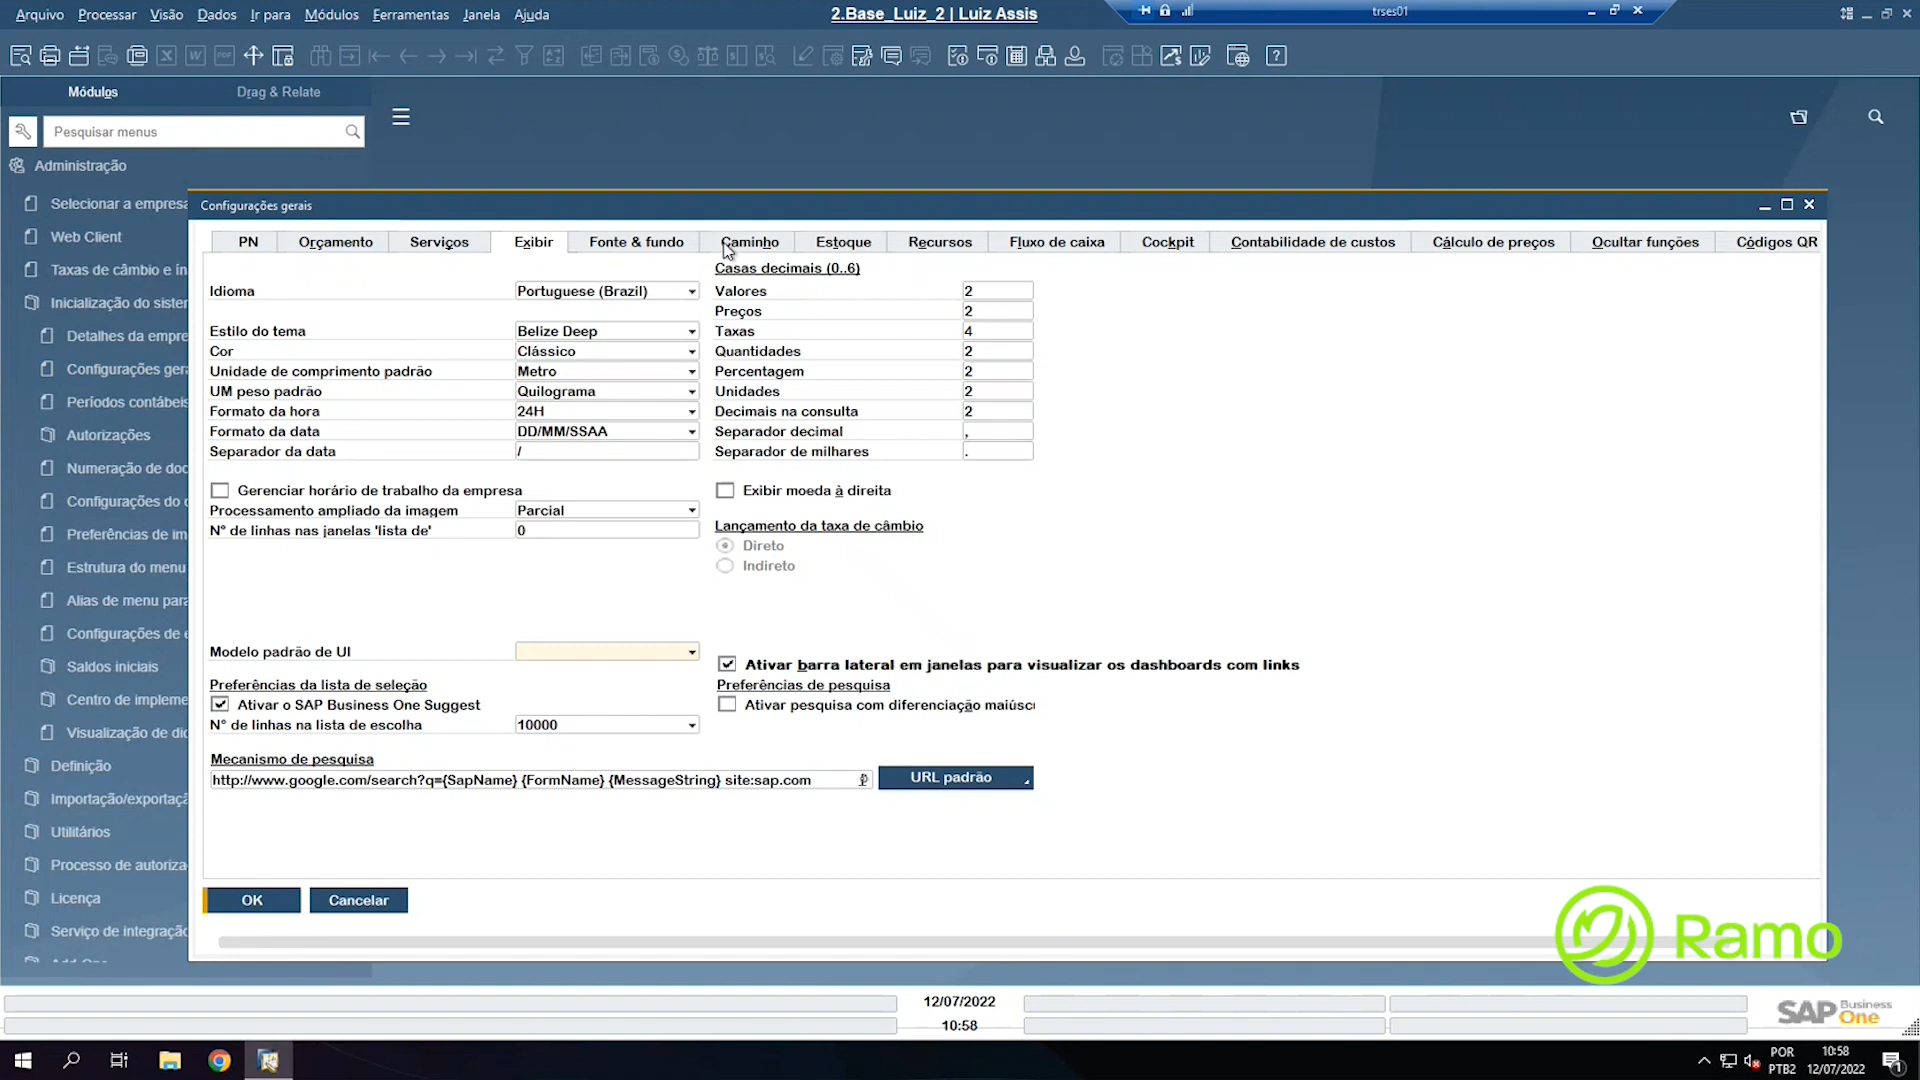 Arquivo Processar Visão Dados Ir para Módulos Ferramentas Janela Ajuda
2.Base_Luiz_2 | Luiz Assis
trses01
Módulos Drag & Relate
Pesquisar menus
Administração
Selecionar a empresa
Web Client
Taxas de câmbio e ín
Inicialização do sister
Detalhes da empre
Configurações gera
Períodos contábeis
Autorizações
Numeração de doc
Configurações do d
Preferências de im
Estrutura do menu
Alias de menu para
Configurações de e
Saldos iniciais
Centro de impleme
Visualização de dic
Definição
Importação/exportaçã
Utilitários
Processo de autoriza
Licença
Serviço de integração
Configurações gerais
PN Orçamento Serviços Exibir Fonte & fundo Caminho Estoque Recursos Fluxo de caixa Cockpit Contabilidade de custos Cálculo de preços Ocultar funções Códigos QR
Casas decimais (0..6)
Idioma Portuguese (Brazil) Valores 2
Preços 2
Estilo do tema Belize Deep Taxas 4
Cor Clássico Quantidades 2
Unidade de comprimento padrão Metro Percentagem 2
UM peso padrão Quilograma Unidades 2
Formato da hora 24H Decimais na consulta 2
Formato da data DD/MM/SSAA Separador decimal ,
Separador da data / Separador de milhares .
Gerenciar horário de trabalho da empresa Exibir moeda à direita
Processamento ampliado da imagem Parcial
N° de linhas nas janelas 'lista de' 0 Lançamento da taxa de câmbio
Direto
Indireto
Modelo padrão de UI
Ativar barra lateral em janelas para visualizar os dashboards com links
Preferências da lista de seleção Preferências de pesquisa
Ativar o SAP Business One Suggest Ativar pesquisa com diferenciação maiúscu
N° de linhas na lista de escolha 10000
Mecanismo de pesquisa
http://www.google.com/search?q={SapName} {FormName} {MessageString} site:sap.com URL padrão
OK Cancelar
Ramo
12/07/2022
10:58
SAP Business One
POR 10:58
PTB2 12/07/2022
1